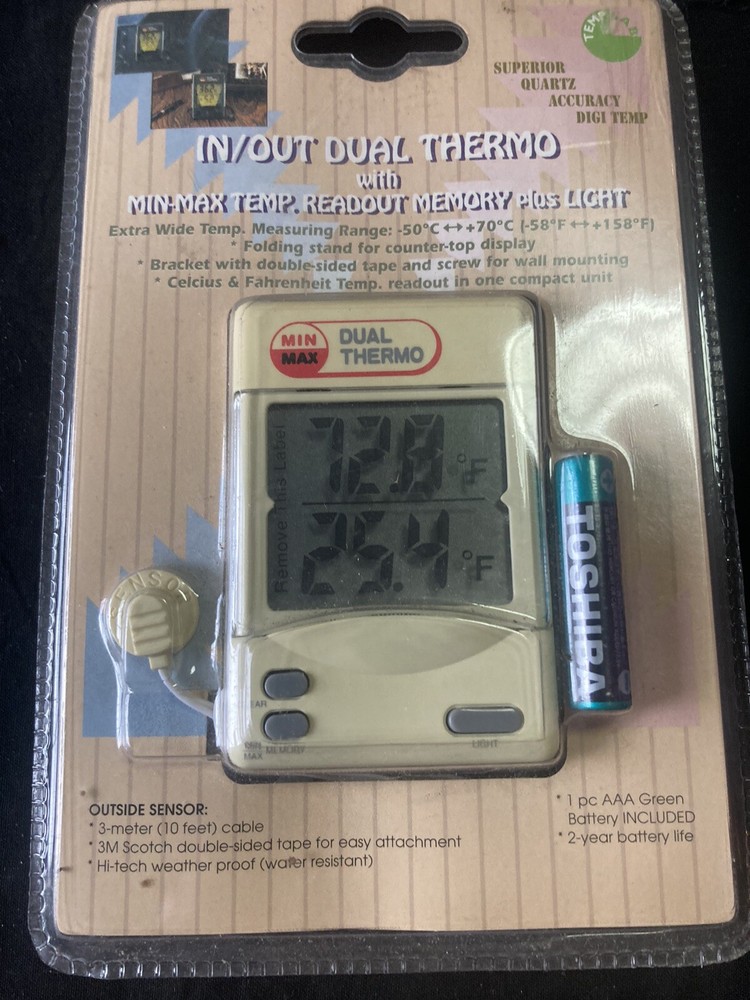 SUPERIOR
QUARTZ
ACCURACY
DIGI TEMP
IN/OUT DUAL THERMO
with
MIN-MAX TEMP. READOUT MEMORY plus LIGHT
Extra Wide Temp. Measuring Range: -50°C↔+70°C (-58°F↔+158°F)
* Folding stand for counter-top display
* Bracket with double-sided tape and screw for wall mounting
* Celcius & Fahrenheit Temp. readout in one compact unit
MIN
MAX
DUAL
THERMO
Remove This Label
72.8 °F
25.4 °F
TOSHIBA
SENSOR
MIN
MAX
MEMORY
LIGHT
OUTSIDE SENSOR:
* 3-meter (10 feet) cable
* 3M Scotch double-sided tape for easy attachment
* Hi-tech weather proof (water resistant)
* 1 pc AAA Green
Battery INCLUDED
* 2-year battery life